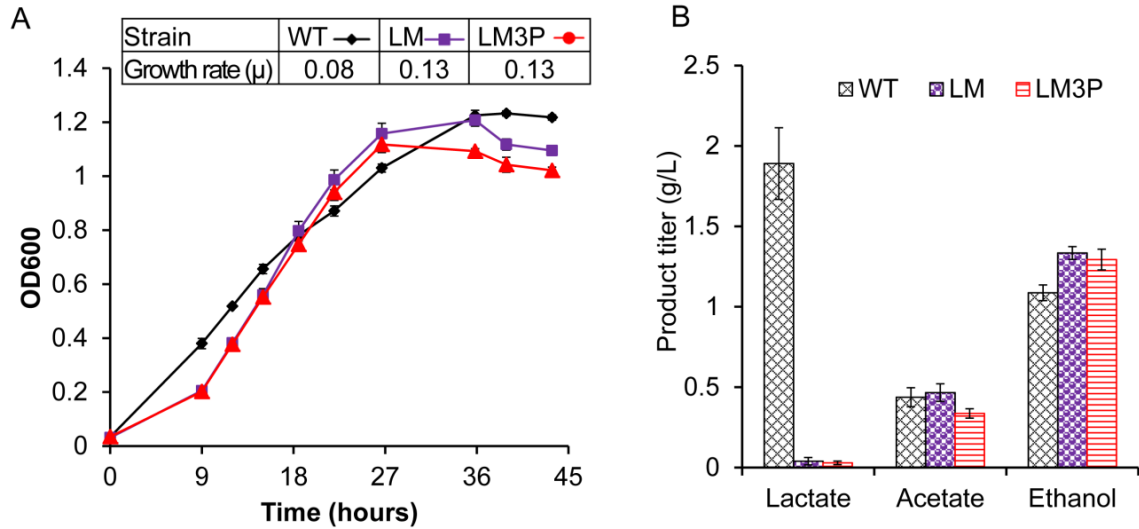 A
Strain WT LM LM3P
Growth rate (µ) 0.08 0.13 0.13
1.4
1.2
1
0.8
0.6
0.4
0.2
0
OD600
0 9 18 27 36 45
Time (hours)
B
WT LM LM3P
2.5
2
1.5
1
0.5
0
Product titer (g/L)
Lactate Acetate Ethanol